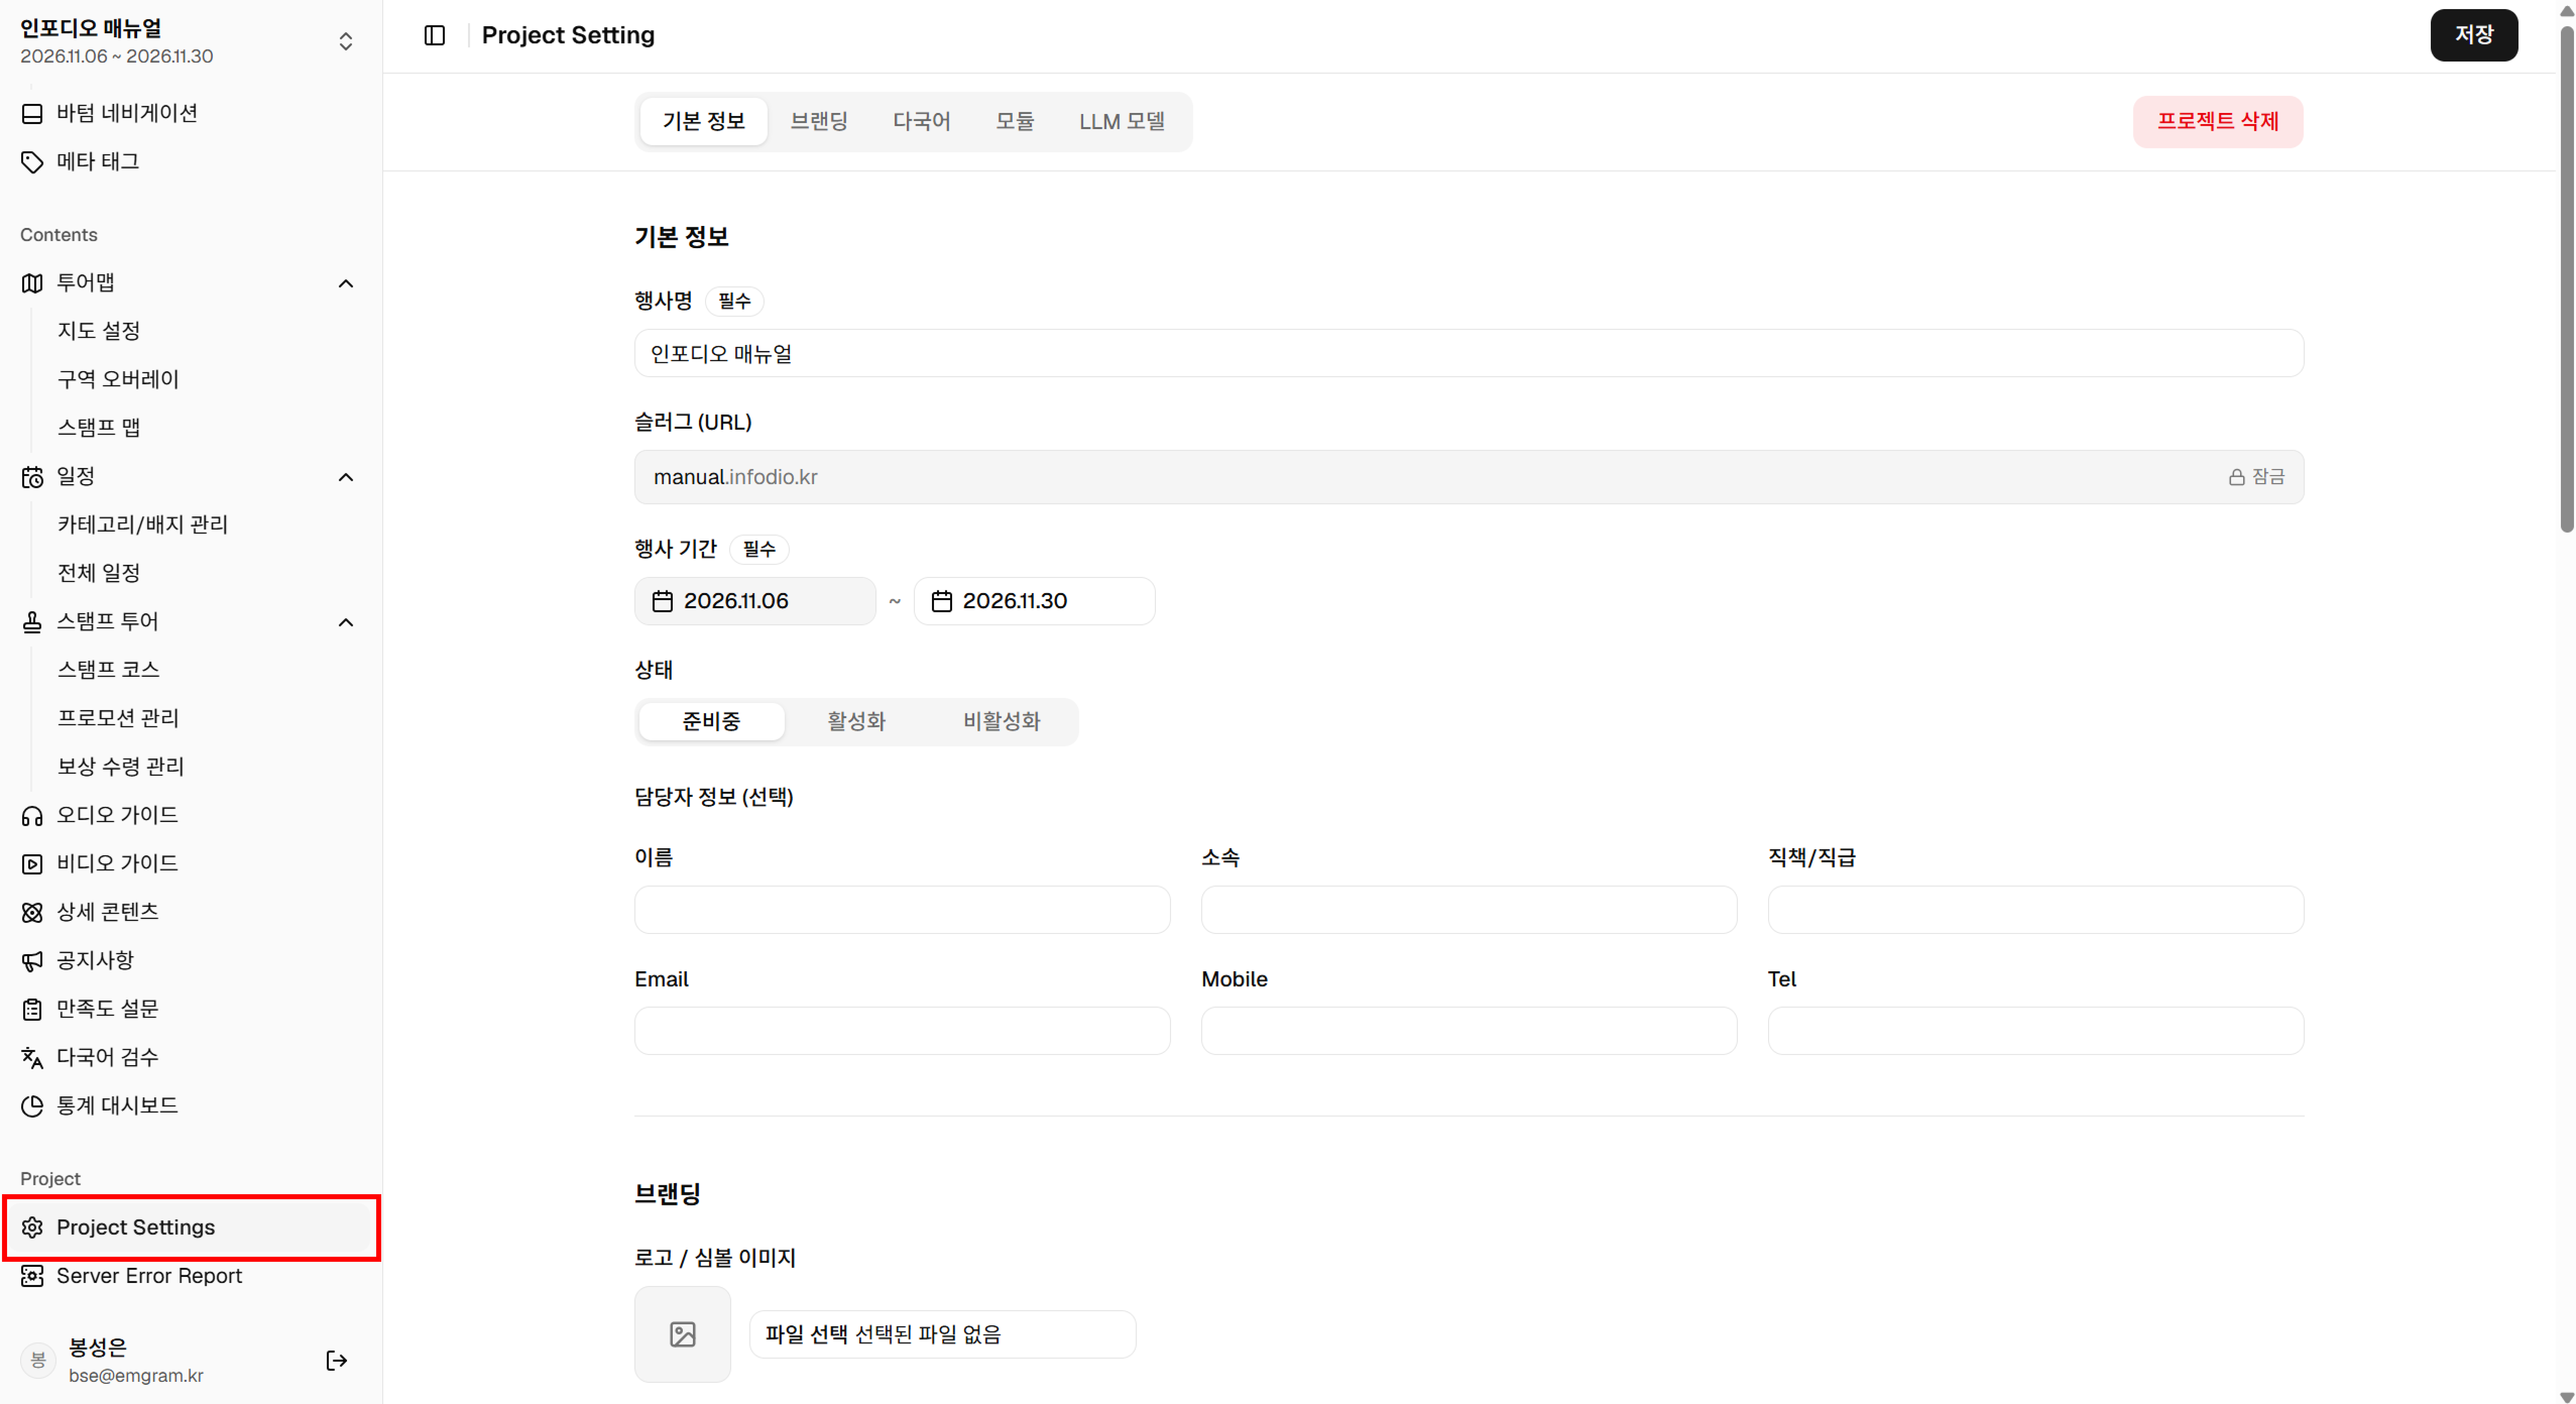 인포디오 매뉴얼
2026.11.06 ~ 2026.11.30
바텀 네비게이션
메타 태그
Contents
투어맵
지도 설정
구역 오버레이
스탬프 맵
일정
카테고리/배지 관리
전체 일정
스탬프 투어
스탬프 코스
프로모션 관리
보상 수령 관리
오디오 가이드
비디오 가이드
상세 콘텐츠
공지사항
만족도 설문
다국어 검수
통계 대시보드
Project
Project Settings
Server Error Report
봉
봉성은
bse@emgram.kr
Project Setting
저장
기본 정보 브랜딩 다국어 모듈 LLM 모델
프로젝트 삭제
기본 정보
행사명 필수
인포디오 매뉴얼
슬러그 (URL)
manual.infodio.kr
잠금
행사 기간 필수
2026.11.06 ~ 2026.11.30
상태
준비중 활성화 비활성화
담당자 정보 (선택)
이름 소속 직책/직급
Email Mobile Tel
브랜딩
로고 / 심볼 이미지
파일 선택 선택된 파일 없음